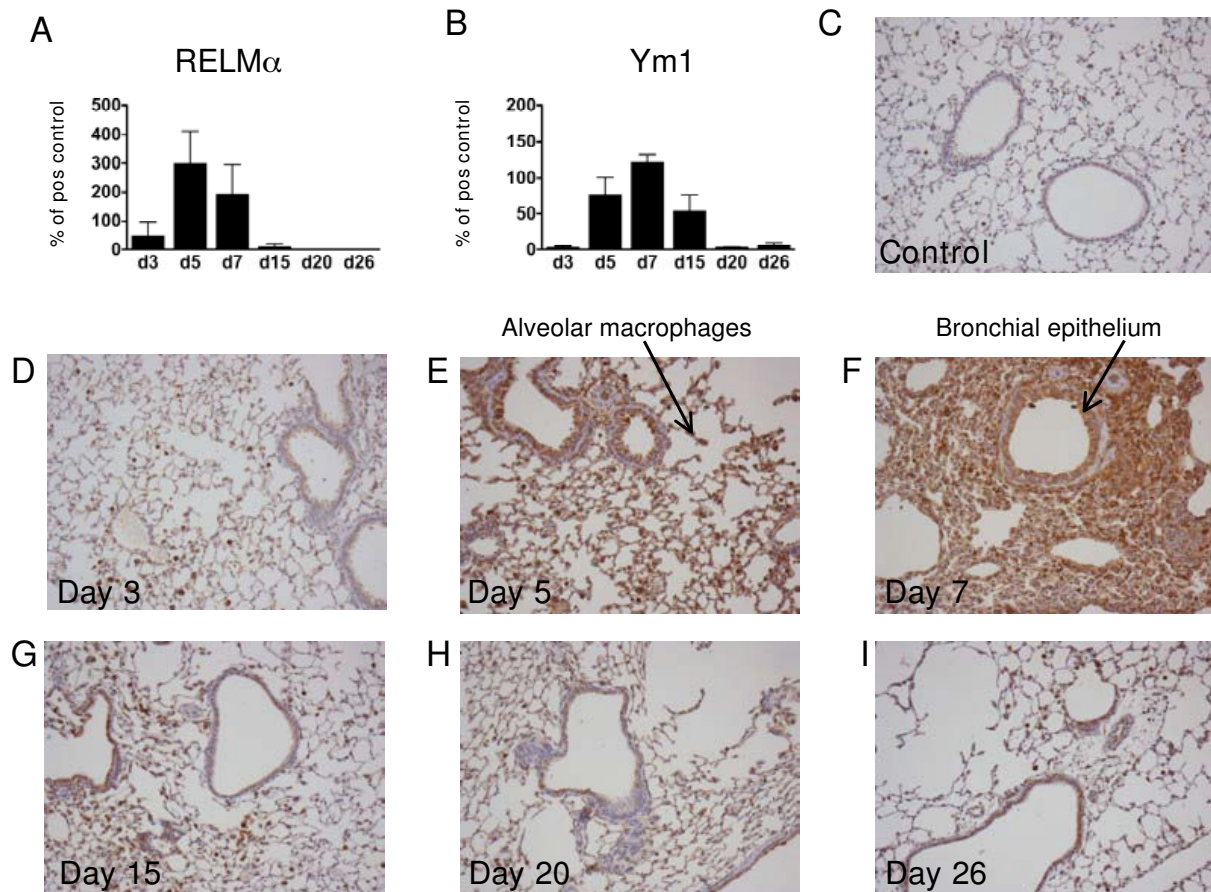 A
RELMα
% of pos control
500
400
300
200
100
0
d3 d5 d7 d15 d20 d26
B
Ym1
% of pos control
200
150
100
50
0
d3 d5 d7 d15 d20 d26
C
Control
D
Day 3
Alveolar macrophages
E
Day 5
Bronchial epithelium
F
Day 7
G
Day 15
H
Day 20
I
Day 26